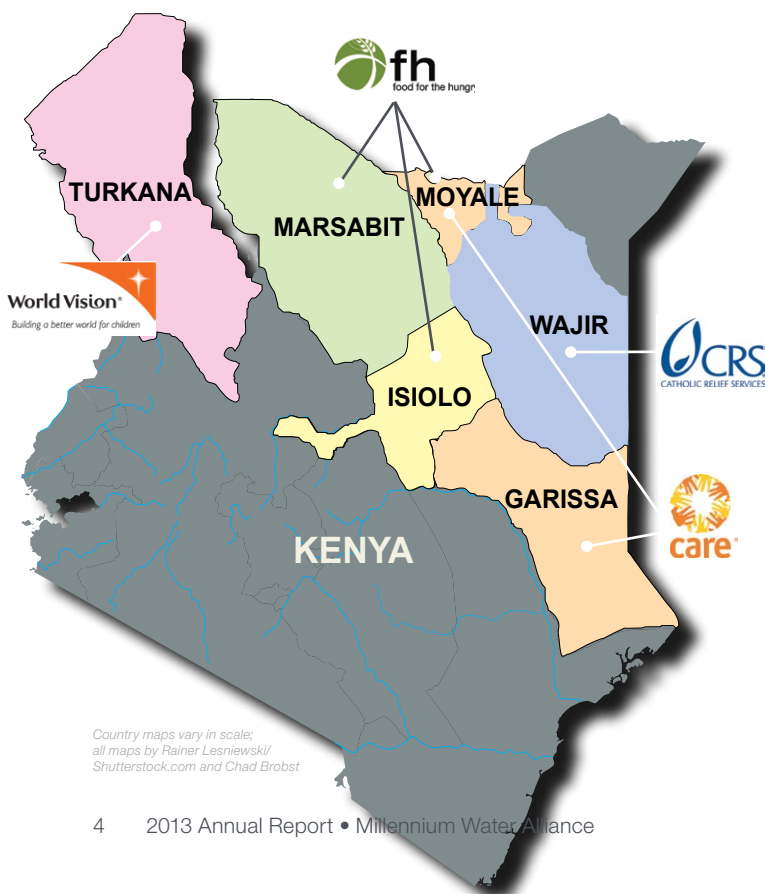 fh
food for the hungry
TURKANA
MOYALE
MARSABIT
World Vision®
Building a better world for children
WAJIR
CRS
CATHOLIC RELIEF SERVICES
ISIOLO
GARISSA
care®
KENYA
Country maps vary in scale;
all maps by Rainer Lesniewski/
Shutterstock.com and Chad Brobst
4 2013 Annual Report • Millennium Water Alliance